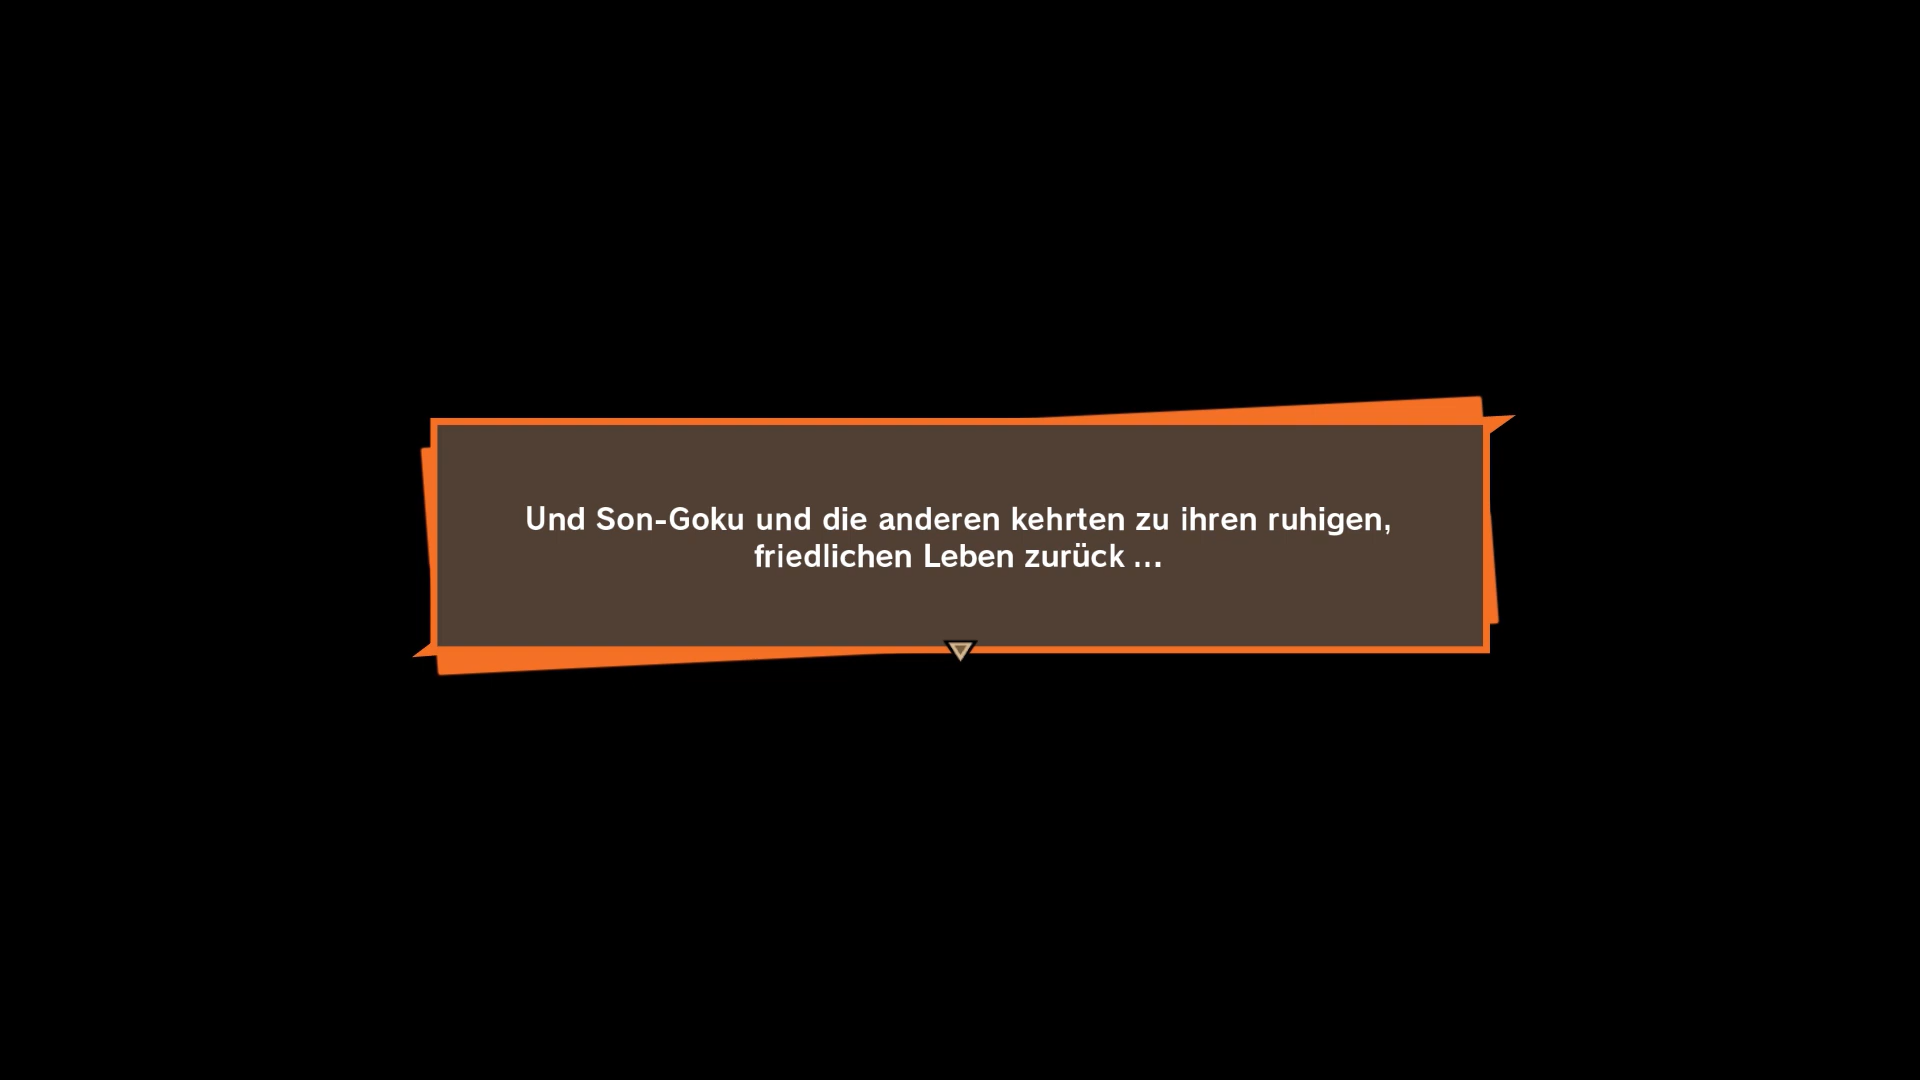 Und Son-Goku und die anderen kehrten zu ihren ruhigen,
friedlichen Leben zurück ...